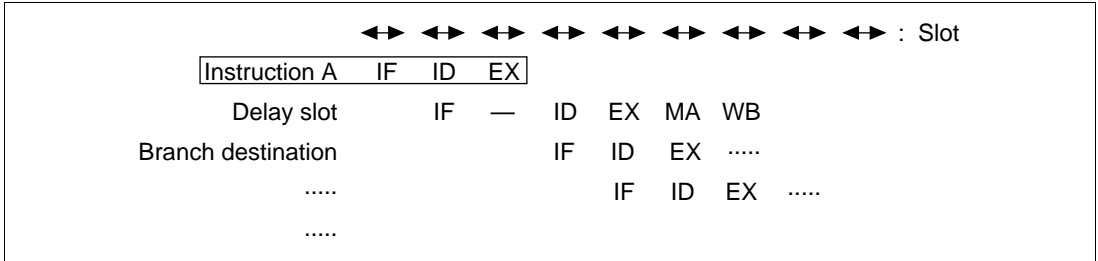 : Slot
Instruction A IF ID EX
Delay slot IF — ID EX MA WB
Branch destination IF ID EX .....
..... IF ID EX .....
.....